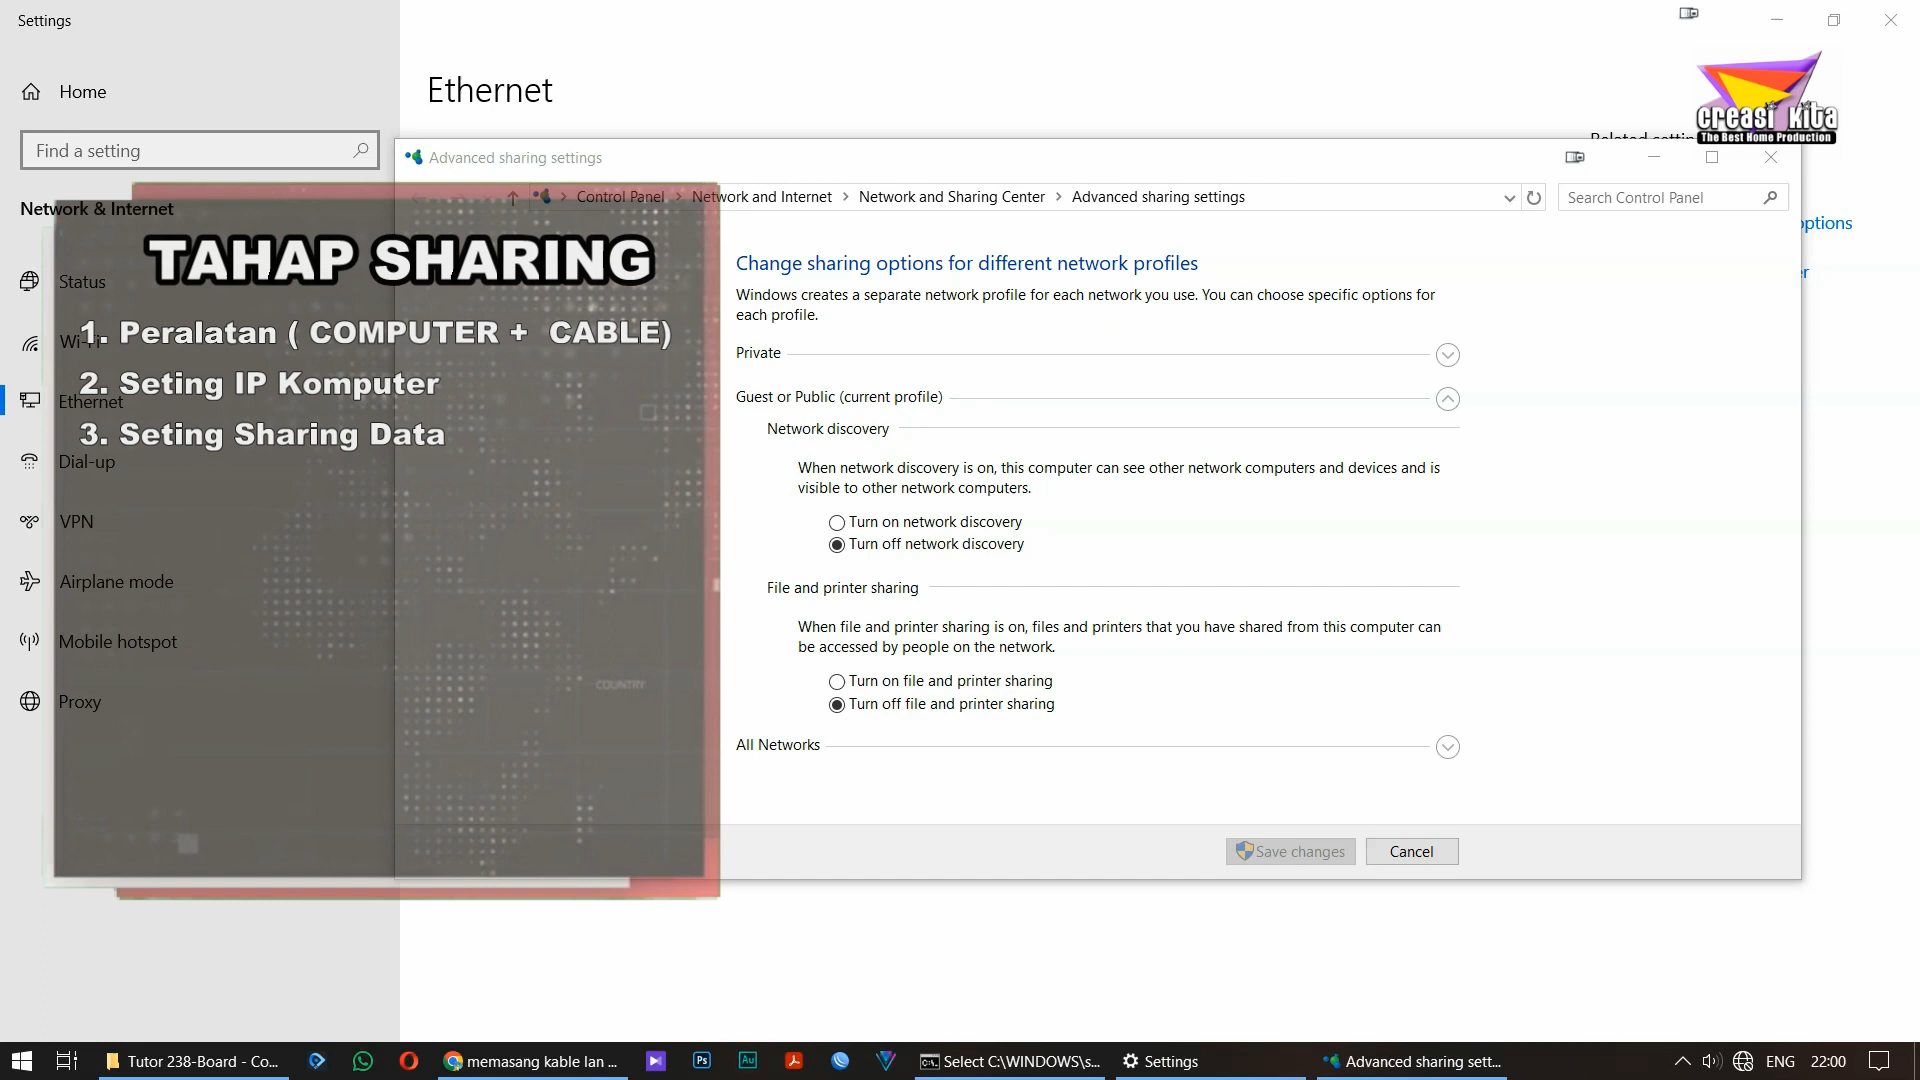 Settings
Home
Find a setting
Network & Internet
Status
Ethernet
Dial-up
VPN
Airplane mode
Mobile hotspot
Proxy
Ethernet
creasi kita
The Best Home Production
options
TAHAP SHARING
1. Peralatan ( COMPUTER + CABLE)
2. Seting IP Komputer
3. Seting Sharing Data
COUNTRY
Advanced sharing settings
Control Panel > Network and Internet > Network and Sharing Center > Advanced sharing settings
Search Control Panel
Change sharing options for different network profiles
Windows creates a separate network profile for each network you use. You can choose specific options for
each profile.
Private
Guest or Public (current profile)
Network discovery
When network discovery is on, this computer can see other network computers and devices and is
visible to other network computers.
Turn on network discovery
Turn off network discovery
File and printer sharing
When file and printer sharing is on, files and printers that you have shared from this computer can
be accessed by people on the network.
Turn on file and printer sharing
Turn off file and printer sharing
All Networks
Save changes
Cancel
Tutor 238-Board - Co...
Ps
Au
memasang kable lan ...
Select C:\WINDOWS\s...
Settings
Advanced sharing sett...
ENG
22:00